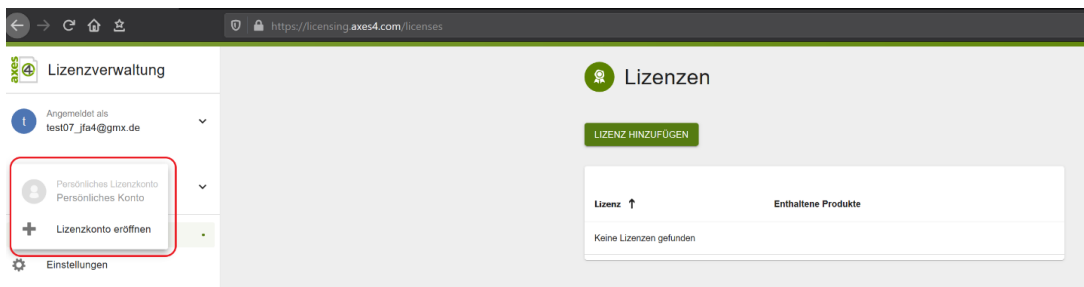 https://licensing.axes4.com/licenses
axes4
Lizenzverwaltung
Angemeldet als
t
test07_jfa4@gmx.de
Persönliches Lizenzkonto
Persönliches Konto
Lizenzkonto eröffnen
Einstellungen
Lizenzen
LIZENZ HINZUFÜGEN
Lizenz ↑ Enthaltene Produkte
Keine Lizenzen gefunden